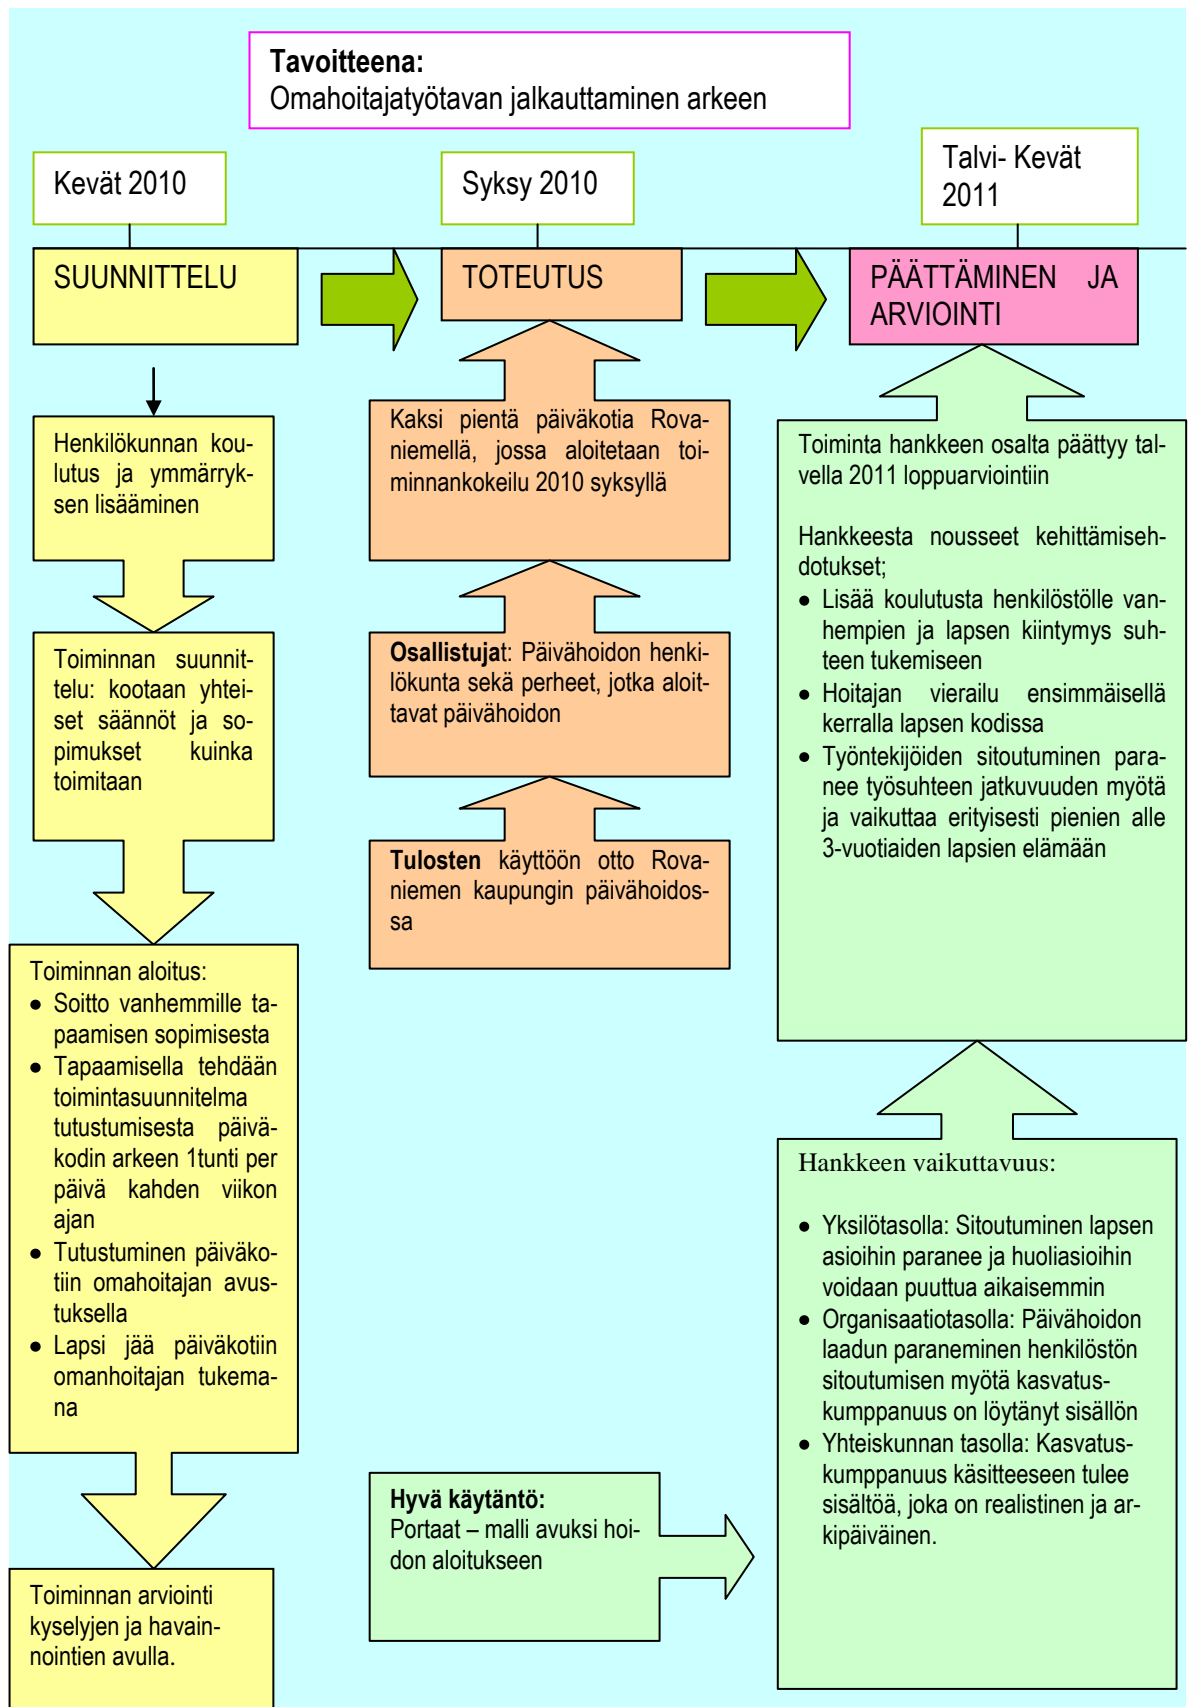 Tavoitteena:
Omahoitajatyötavan jalkauttaminen arkeen
Kevät 2010
Syksy 2010
Talvi- Kevät
2011
SUUNNITTELU
TOTEUTUS
PÄÄTTÄMINEN JA
ARVIOINTI
Henkilökunnan kou-
lutus ja ymmärryk-
sen lisääminen
Toiminnan suunnit-
telu: kootaan yhtei-
set säännöt ja so-
pimukset kuinka
toimitaan
Toiminnan aloitus:
• Soitto vanhemmille ta-
paamisen sopimisesta
• Tapaamisella tehdään
toimintasuunnitelma
tutustumisesta päivä-
kodin arkeen 1tunti per
päivä kahden viikon
ajan
• Tutustuminen päiväko-
tiin omahoitajan avus-
tuksella
• Lapsi jää päiväkotiin
omanhoitajan tukema-
na
Toiminnan arviointi
kyselyjen ja havain-
nointien avulla.
Kaksi pientä päiväkotia Rova-
niemellä, jossa aloitetaan toi-
minnankokeilu 2010 syksyllä
Osallistujat: Päivähoidon henki-
lökunta sekä perheet, jotka aloit-
tavat päivähoidon
Tulosten käyttöön otto Rova-
niemen kaupungin päivähoidos-
sa
Hyvä käytäntö:
Portaat – malli avuksi hoi-
don aloitukseen
Toiminta hankkeen osalta päättyy tal-
vella 2011 loppuarviointiin
Hankkeesta nousseet kehittämiseh-
dotukset;
• Lisää koulutusta henkilöstölle van-
hempien ja lapsen kiintymys suh-
teen tukemiseen
• Hoitajan vierailu ensimmäisellä
kerralla lapsen kodissa
• Työntekijöiden sitoutuminen para-
nee työsuhteen jatkuvuuden myötä
ja vaikuttaa erityisesti pienien alle
3-vuotiaiden lapsien elämään
Hankkeen vaikuttavuus:
• Yksilötasolla: Sitoutuminen lapsen
asioihin paranee ja huoliasioihin
voidaan puuttua aikaisemmin
• Organisaatiotasolla: Päivähoidon
laadun paraneminen henkilöstön
sitoutumisen myötä kasvatus-
kumppanuus on löytänyt sisällön
• Yhteiskunnan tasolla: Kasvatus-
kumppanuus käsitteeseen tulee
sisältöä, joka on realistinen ja ar-
kipäiväinen.